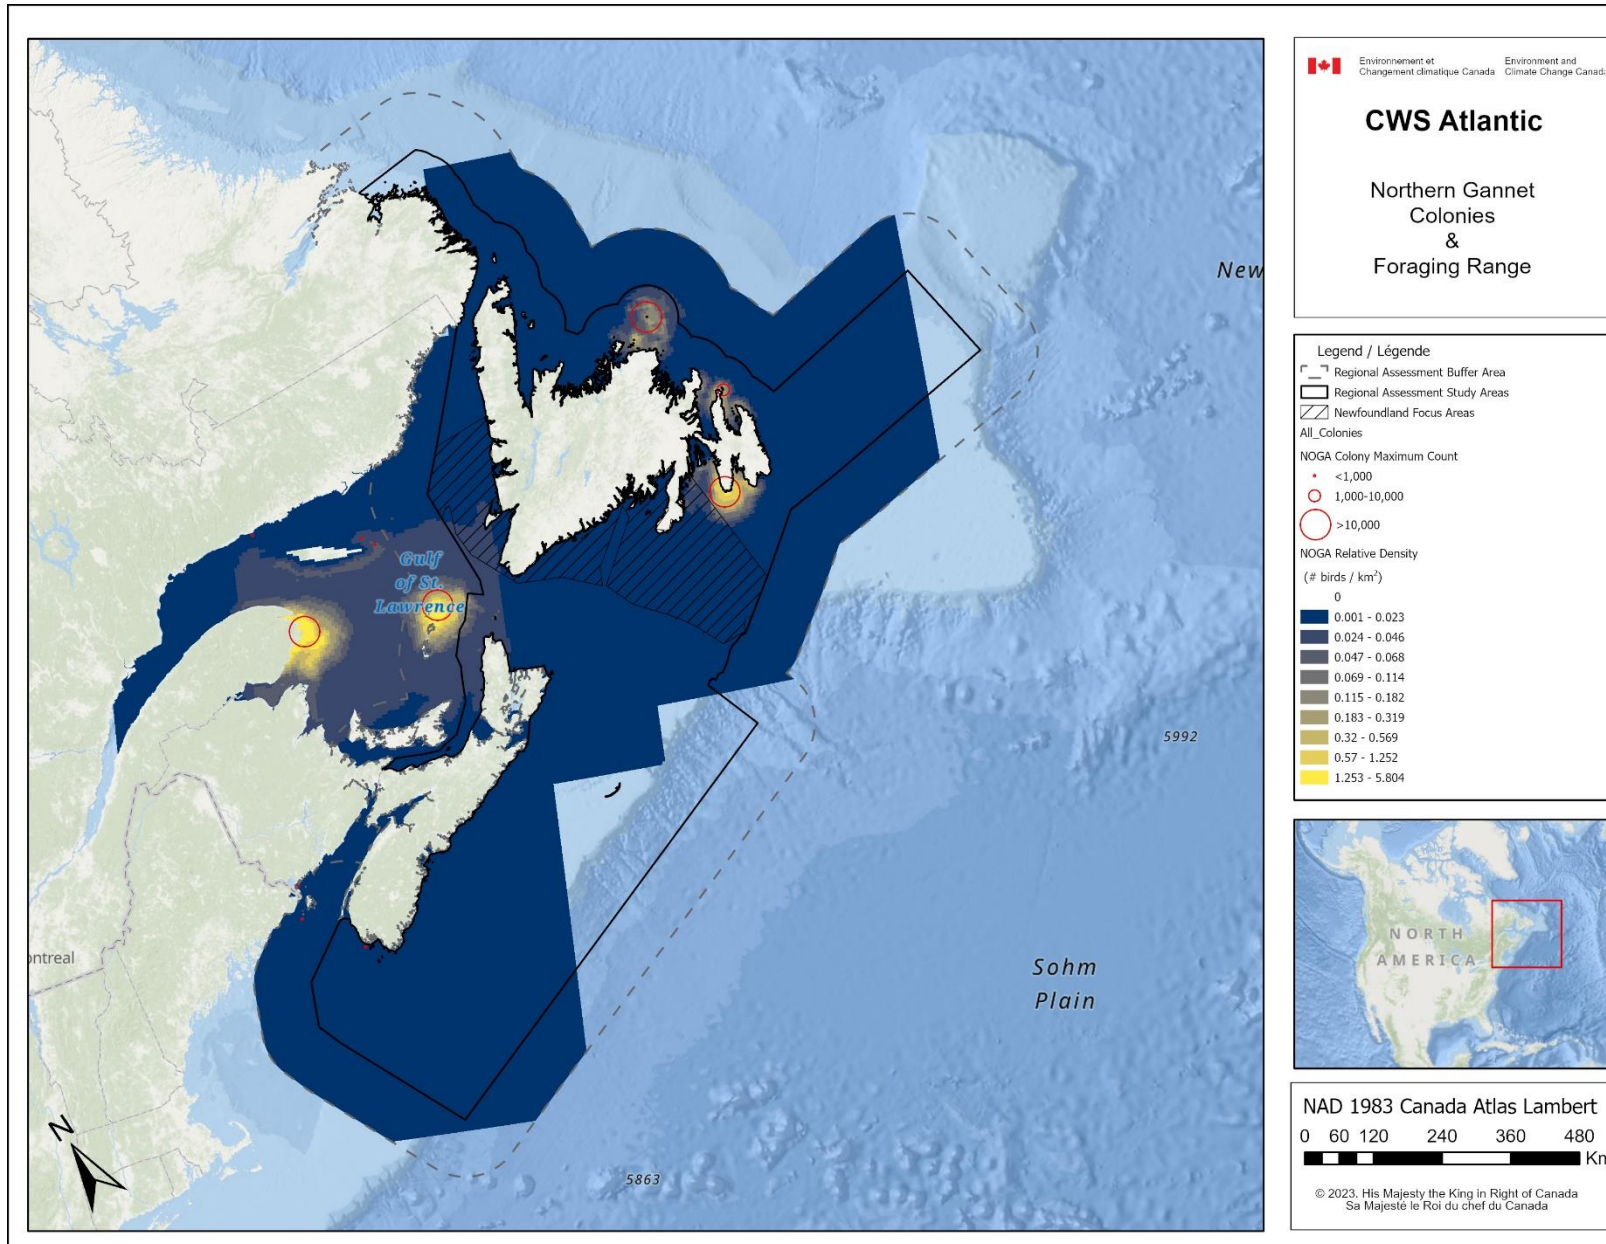 Gulf
of St.
Lawrence
New
5992
Sohm
Plain
5863
ontreal
N
Environnement et
Changement climatique Canada
Environment and
Climate Change Canada
CWS Atlantic
Northern Gannet
Colonies
&
Foraging Range
Legend / Légende
Regional Assessment Buffer Area
Regional Assessment Study Areas
Newfoundland Focus Areas
All_Colonies
NOGA Colony Maximum Count
<1,000
1,000-10,000
>10,000
NOGA Relative Density
(# birds / km²)
0
0.001 - 0.023
0.024 - 0.046
0.047 - 0.068
0.069 - 0.114
0.115 - 0.182
0.183 - 0.319
0.32 - 0.569
0.57 - 1.252
1.253 - 5.804
NORTH
AMERICA
NAD 1983 Canada Atlas Lambert
0 60 120 240 360 480
Km
© 2023. His Majesty the King in Right of Canada
Sa Majesté le Roi du chef du Canada